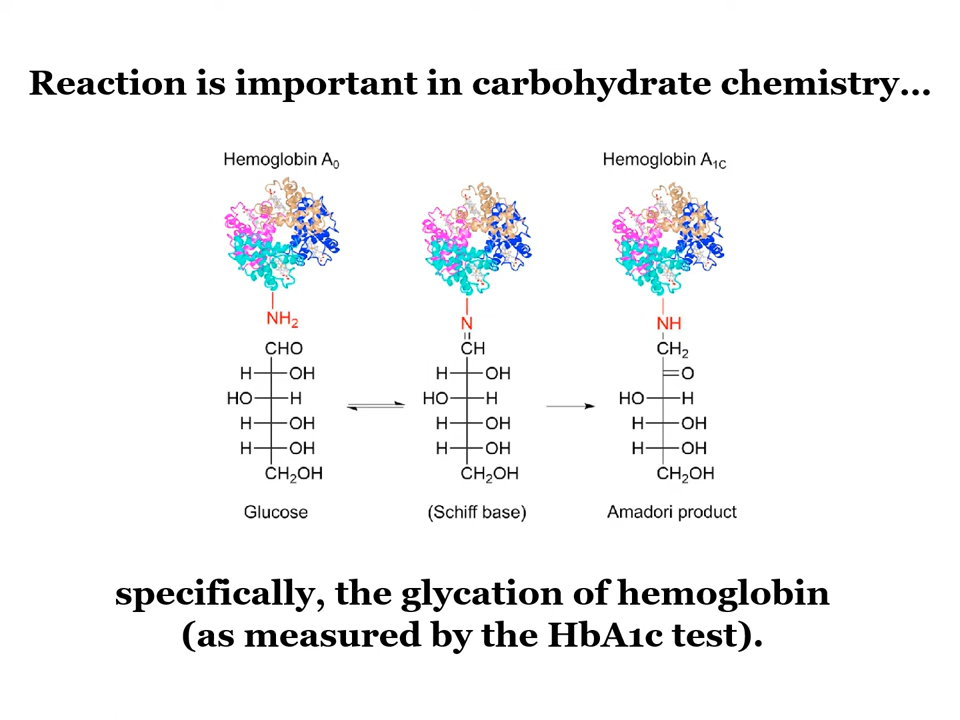 Reaction is important in carbohydrate chemistry...
Hemoglobin A₀
Hemoglobin A₁C
NH₂
N
NH
CHO
CH
CH₂
H
OH
H
OH
O
HO
H
HO
H
HO
H
H
OH
H
OH
H
OH
H
OH
H
OH
H
OH
CH₂OH
CH₂OH
CH₂OH
Glucose
(Schiff base)
Amadori product
specifically, the glycation of hemoglobin
(as measured by the HbA1c test).